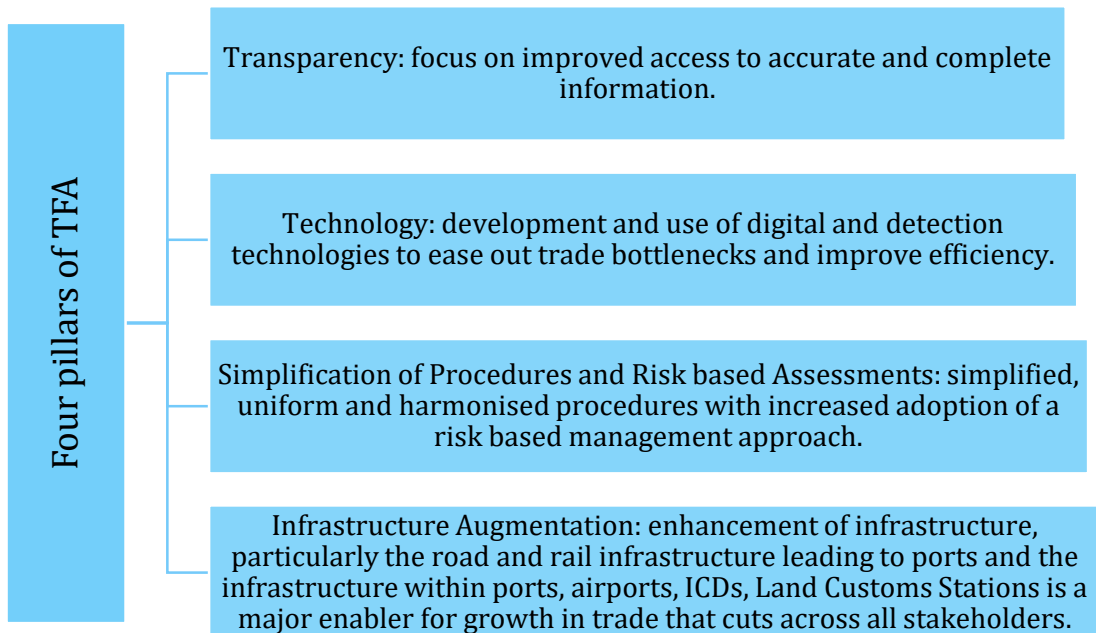 Four pillars of TFA
Transparency: focus on improved access to accurate and complete
information.
Technology: development and use of digital and detection
technologies to ease out trade bottlenecks and improve efficiency.
Simplification of Procedures and Risk based Assessments: simplified,
uniform and harmonised procedures with increased adoption of a
risk based management approach.
Infrastructure Augmentation: enhancement of infrastructure,
particularly the road and rail infrastructure leading to ports and the
infrastructure within ports, airports, ICDs, Land Customs Stations is a
major enabler for growth in trade that cuts across all stakeholders.